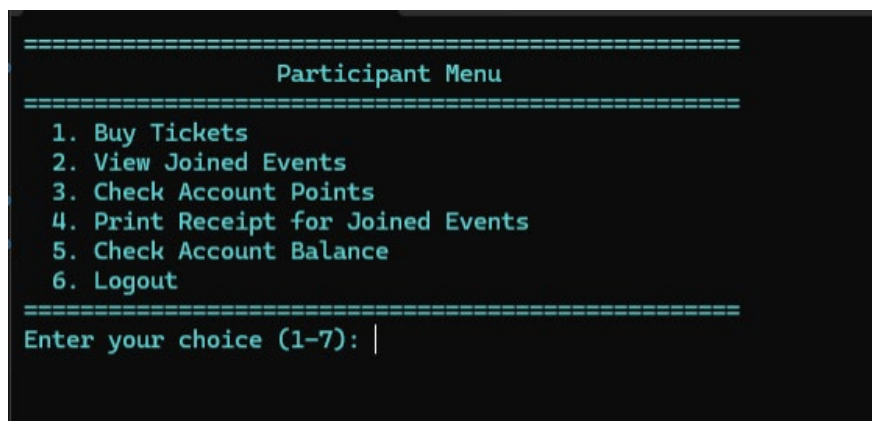 ===================================================
Participant Menu
===================================================
1. Buy Tickets
2. View Joined Events
3. Check Account Points
4. Print Receipt for Joined Events
5. Check Account Balance
6. Logout
===================================================
Enter your choice (1-7):